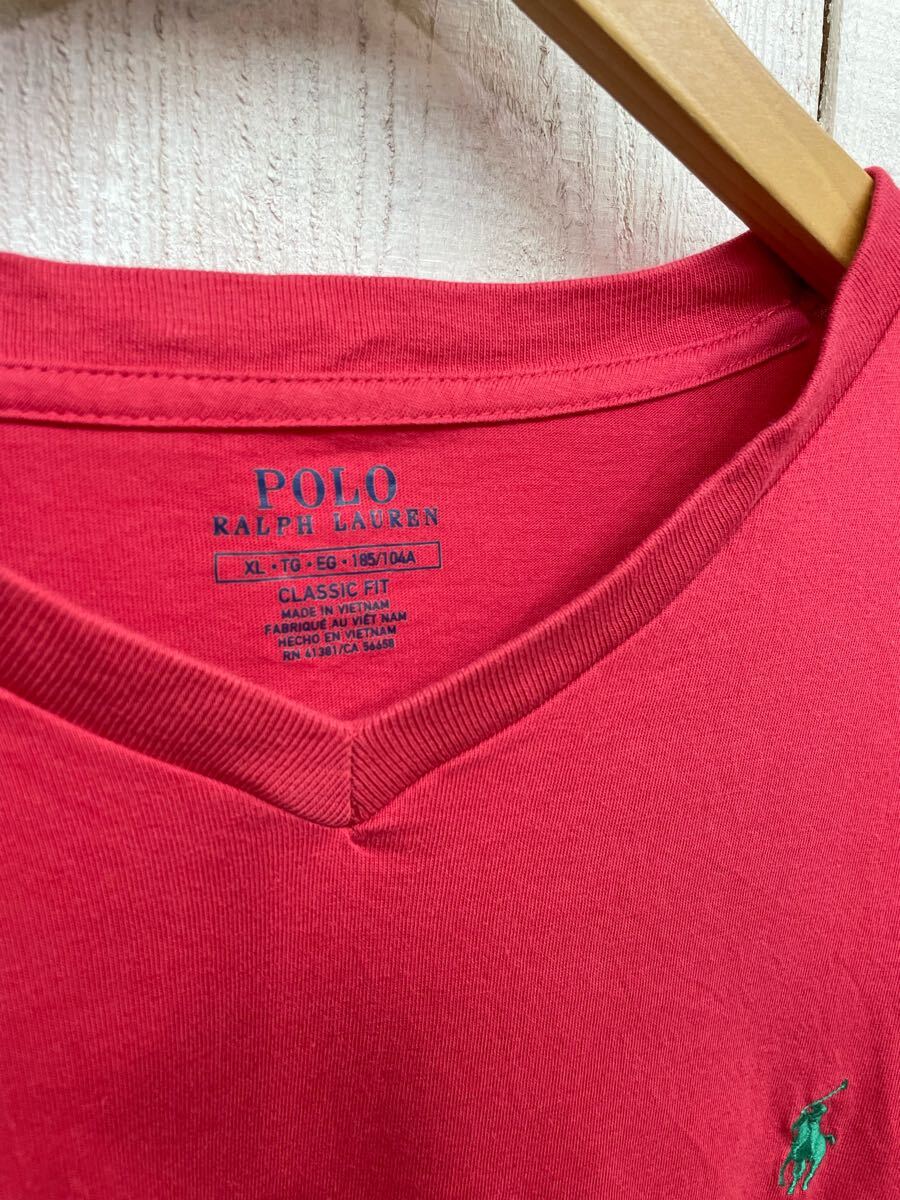 POLO
RALPH LAUREN
XL • TG • EG • 185/104A
CLASSIC FIT
MADE IN VIETNAM
FABRIQUÉ AU VIÊT NAM
HECHO EN VIETNAM
RN 41381/CA 56658